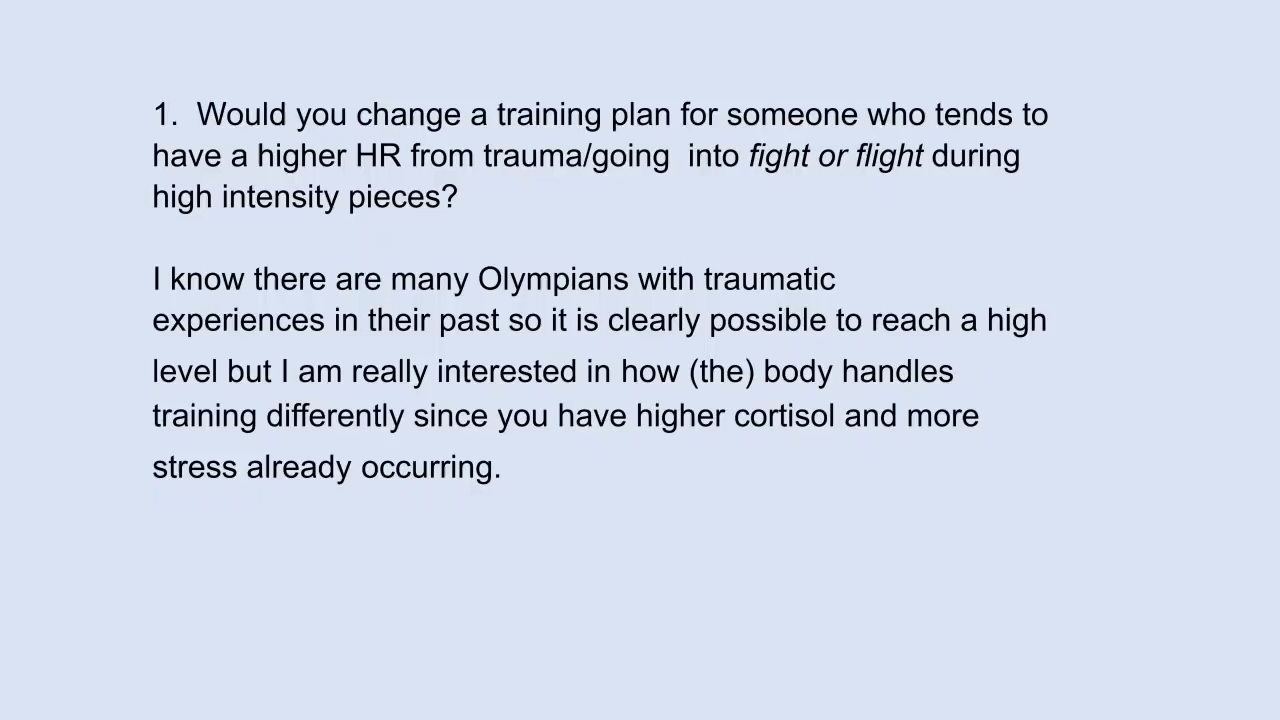 1.  Would you change a training plan for someone who tends to
have a higher HR from trauma/going  into fight or flight during
high intensity pieces?
I know there are many Olympians with traumatic
experiences in their past so it is clearly possible to reach a high
level but I am really interested in how (the) body handles
training differently since you have higher cortisol and more
stress already occurring.